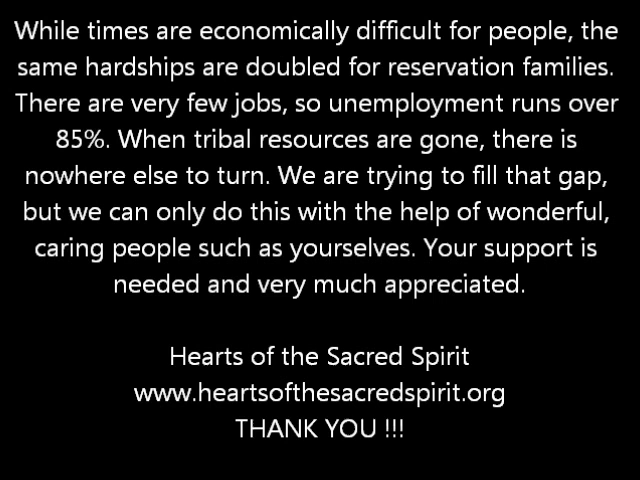 While times are economically difficult for people, the
same hardships are doubled for reservation families.
There are very few jobs, so unemployment runs over
85%. When tribal resources are gone, there is
nowhere else to turn. We are trying to fill that gap,
but we can only do this with the help of wonderful,
caring people such as yourselves. Your support is
needed and very much appreciated.
Hearts of the Sacred Spirit
www.heartsofthesacredspirit.org
THANK YOU !!!